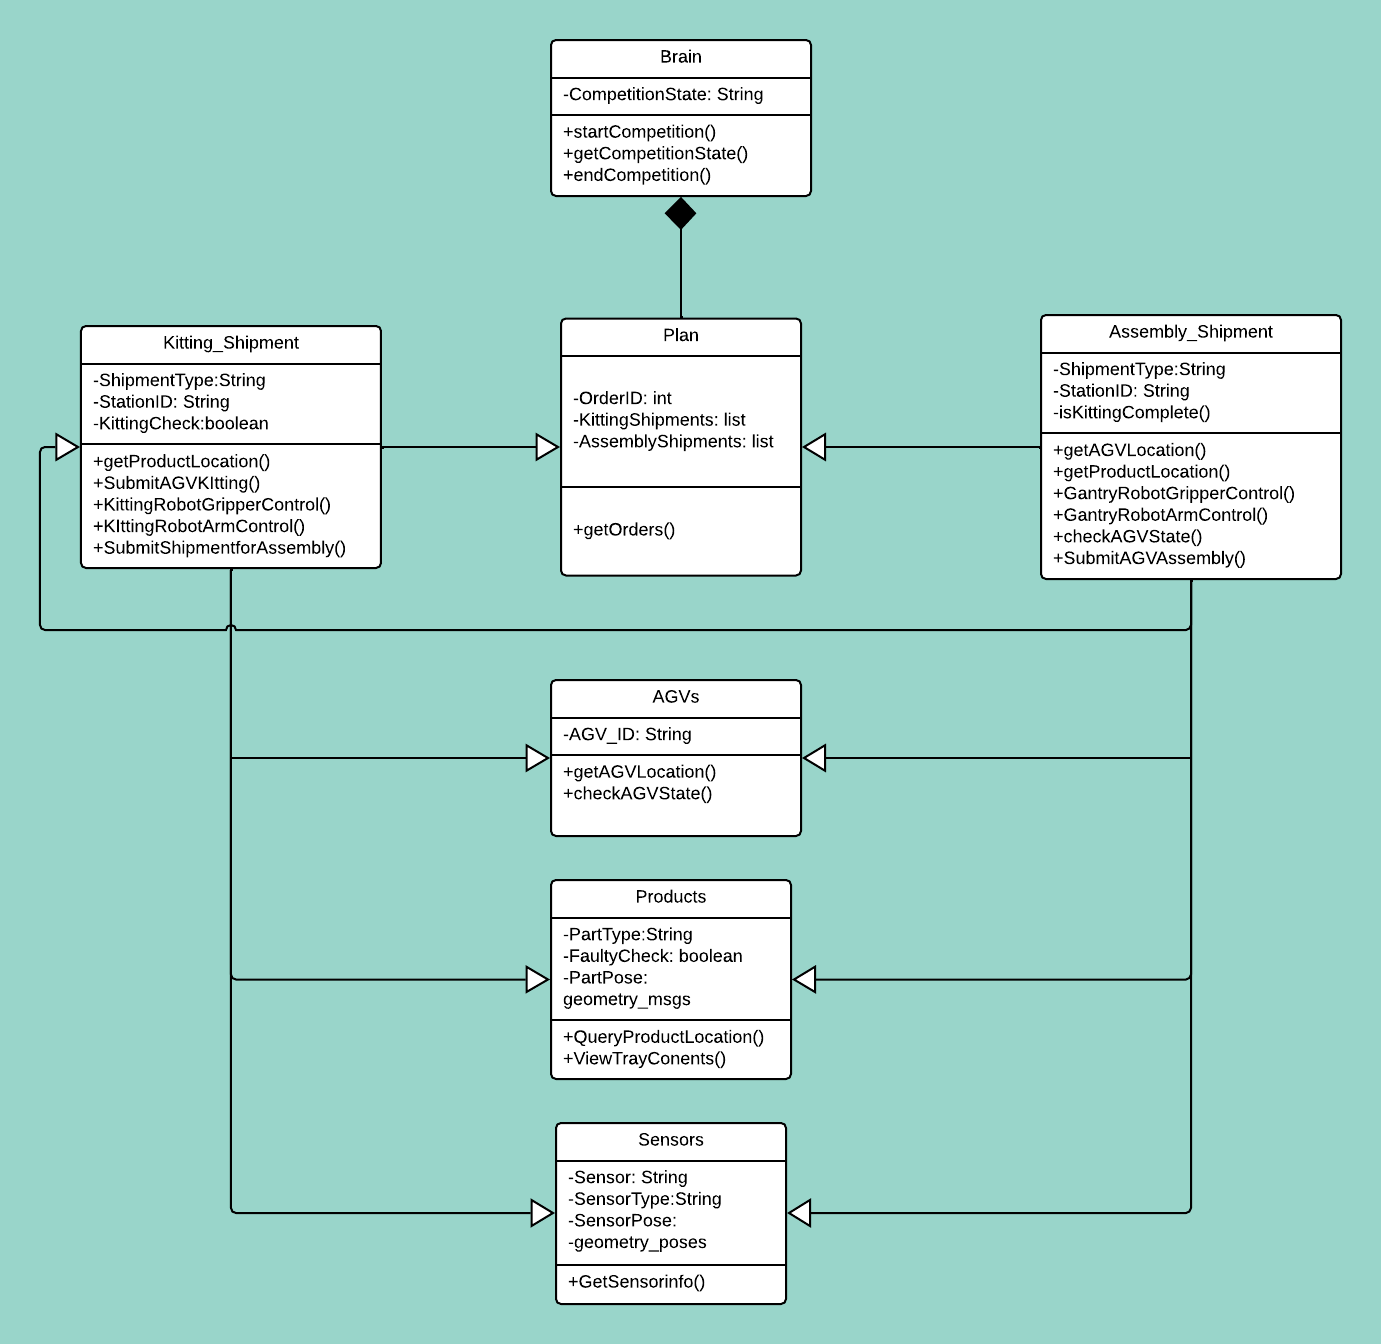 Brain
-CompetitionState: String
+startCompetition()
+getCompetitionState()
+endCompetition()
Kitting_Shipment
-ShipmentType:String
-StationID: String
-KittingCheck:boolean
+getProductLocation()
+SubmitAGVKItting()
+KittingRobotGripperControl()
+KIttingRobotArmControl()
+SubmitShipmentforAssembly()
Plan
-OrderID: int
-KittingShipments: list
-AssemblyShipments: list
+getOrders()
Assembly_Shipment
-ShipmentType:String
-StationID: String
-isKittingComplete()
+getAGVLocation()
+getProductLocation()
+GantryRobotGripperControl()
+GantryRobotArmControl()
+checkAGVState()
+SubmitAGVAssembly()
AGVs
-AGV_ID: String
+getAGVLocation()
+checkAGVState()
Products
-PartType:String
-FaultyCheck: boolean
-PartPose:
geometry_msgs
+QueryProductLocation()
+ViewTrayConents()
Sensors
-Sensor: String
-SensorType:String
-SensorPose:
-geometry_poses
+GetSensorinfo()